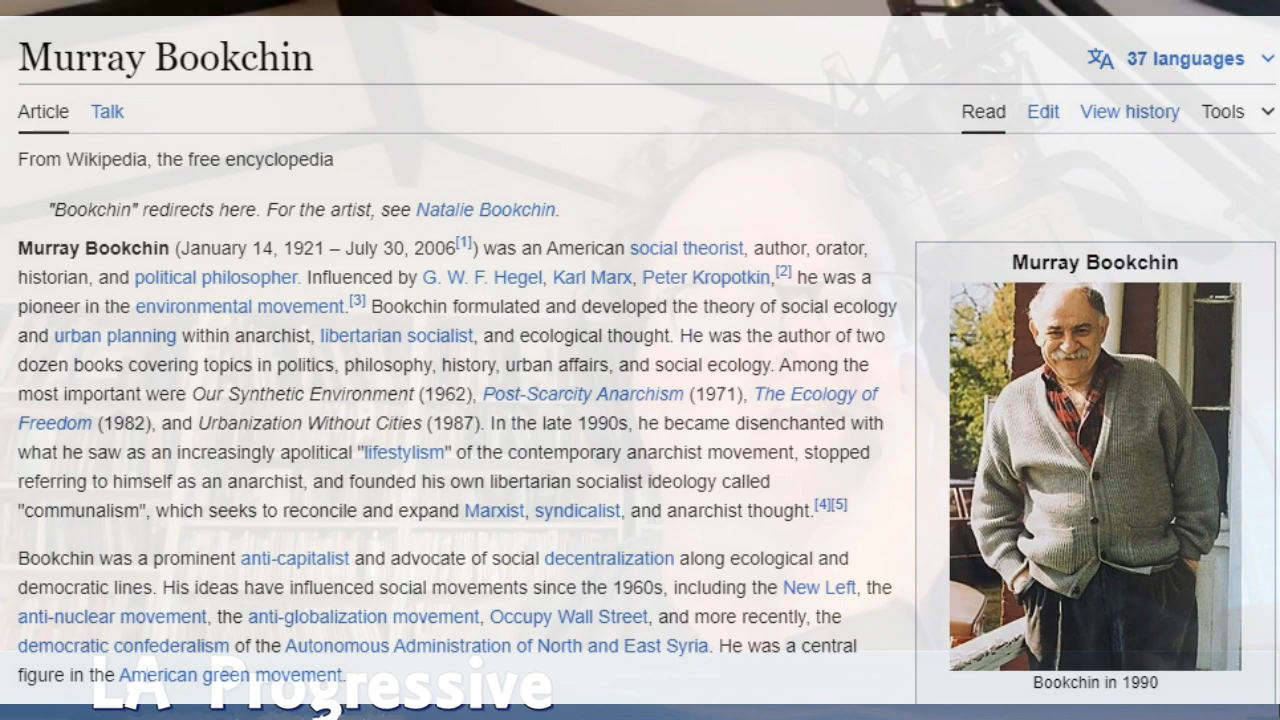 Murray Bookchin
37 languages
Article Talk
Read Edit View history Tools
From Wikipedia, the free encyclopedia
"Bookchin" redirects here. For the artist, see Natalie Bookchin.
Murray Bookchin (January 14, 1921 – July 30, 2006[1]) was an American social theorist, author, orator,
historian, and political philosopher. Influenced by G. W. F. Hegel, Karl Marx, Peter Kropotkin,[2] he was a
pioneer in the environmental movement.[3] Bookchin formulated and developed the theory of social ecology
and urban planning within anarchist, libertarian socialist, and ecological thought. He was the author of two
dozen books covering topics in politics, philosophy, history, urban affairs, and social ecology. Among the
most important were Our Synthetic Environment (1962), Post-Scarcity Anarchism (1971), The Ecology of
Freedom (1982), and Urbanization Without Cities (1987). In the late 1990s, he became disenchanted with
what he saw as an increasingly apolitical "lifestylism" of the contemporary anarchist movement, stopped
referring to himself as an anarchist, and founded his own libertarian socialist ideology called
"communalism", which seeks to reconcile and expand Marxist, syndicalist, and anarchist thought.[4][5]
Bookchin was a prominent anti-capitalist and advocate of social decentralization along ecological and
democratic lines. His ideas have influenced social movements since the 1960s, including the New Left, the
anti-nuclear movement, the anti-globalization movement, Occupy Wall Street, and more recently, the
democratic confederalism of the Autonomous Administration of North and East Syria. He was a central
figure in the American green movement.
Murray Bookchin
Bookchin in 1990
LA Progressive